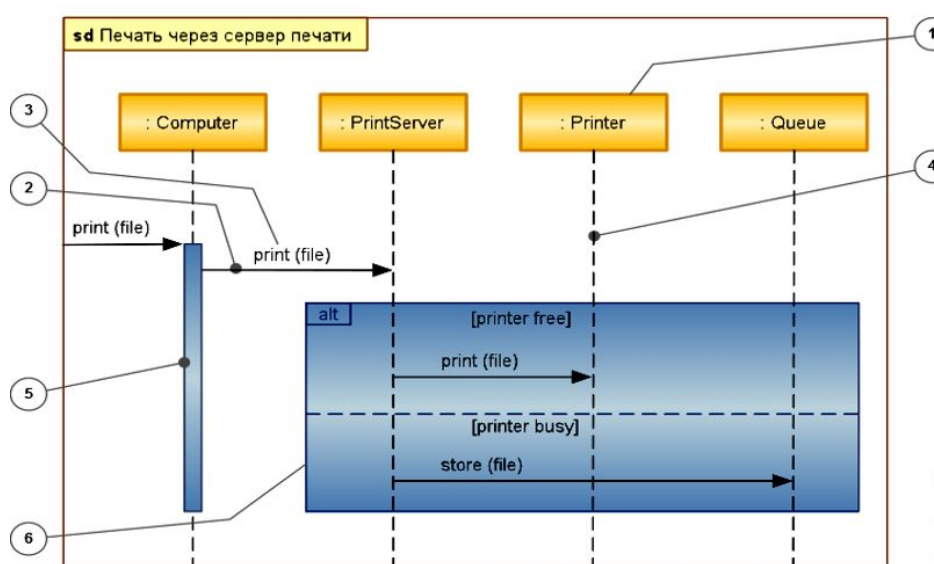 sd Печать через сервер печати
1
3
: Computer
: PrintServer
: Printer
: Queue
2
4
print (file)
print (file)
alt
[printer free]
print (file)
5
[printer busy]
store (file)
6